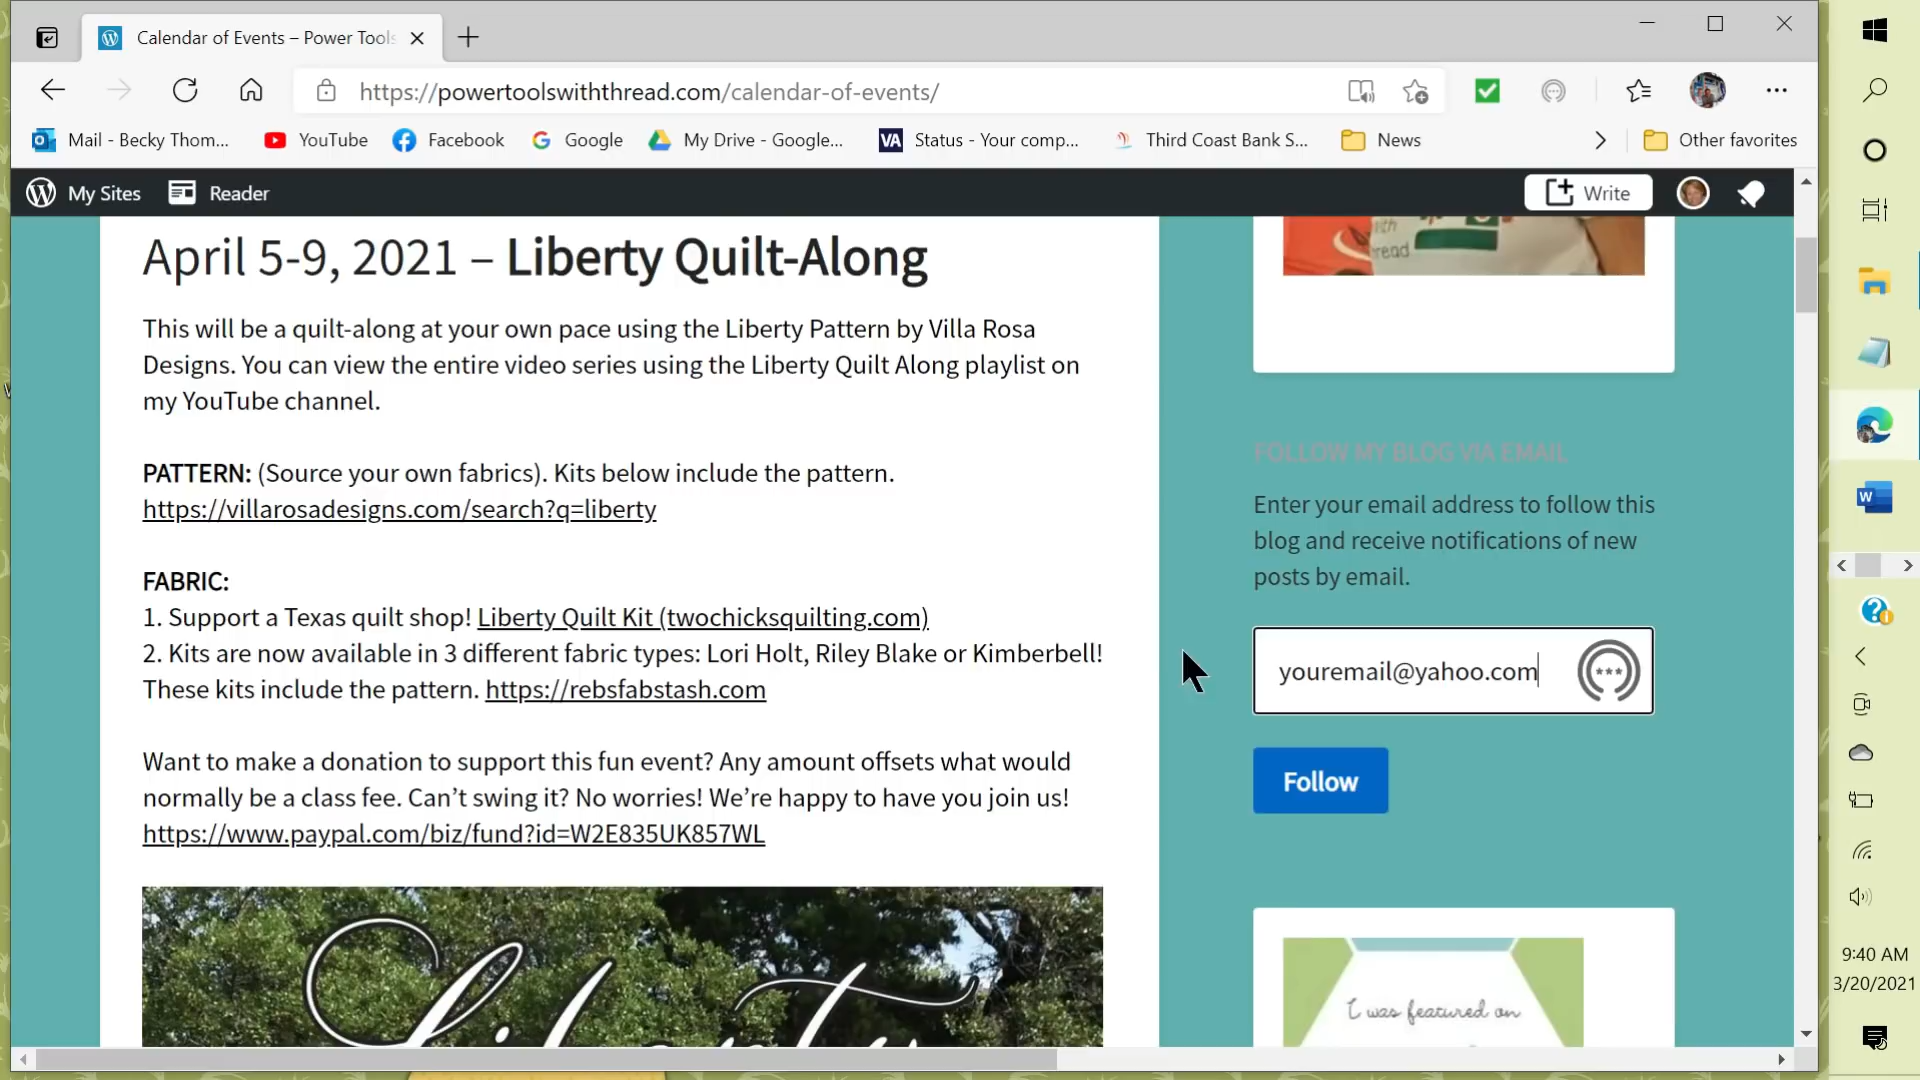 Calendar of Events – Power Tools
https://powertoolswiththread.com/calendar-of-events/
Mail - Becky Thom...
YouTube
Facebook
Google
My Drive - Google...
VA
Status - Your comp...
Third Coast Bank S...
News
Other favorites
My Sites
Reader
Write
April 5-9, 2021 – Liberty Quilt-Along
This will be a quilt-along at your own pace using the Liberty Pattern by Villa Rosa
Designs. You can view the entire video series using the Liberty Quilt Along playlist on
my YouTube channel.
PATTERN: (Source your own fabrics). Kits below include the pattern.
https://villarosadesigns.com/search?q=liberty
FABRIC:
1. Support a Texas quilt shop! Liberty Quilt Kit (twochicksquilting.com)
2. Kits are now available in 3 different fabric types: Lori Holt, Riley Blake or Kimberbell!
These kits include the pattern. https://rebsfabstash.com
Want to make a donation to support this fun event? Any amount offsets what would
normally be a class fee. Can’t swing it? No worries! We’re happy to have you join us!
https://www.paypal.com/biz/fund?id=W2E835UK857WL
Liberty
FOLLOW MY BLOG VIA EMAIL
Enter your email address to follow this
blog and receive notifications of new
posts by email.
youremail@yahoo.com
Follow
I was featured on
9:40 AM
3/20/2021